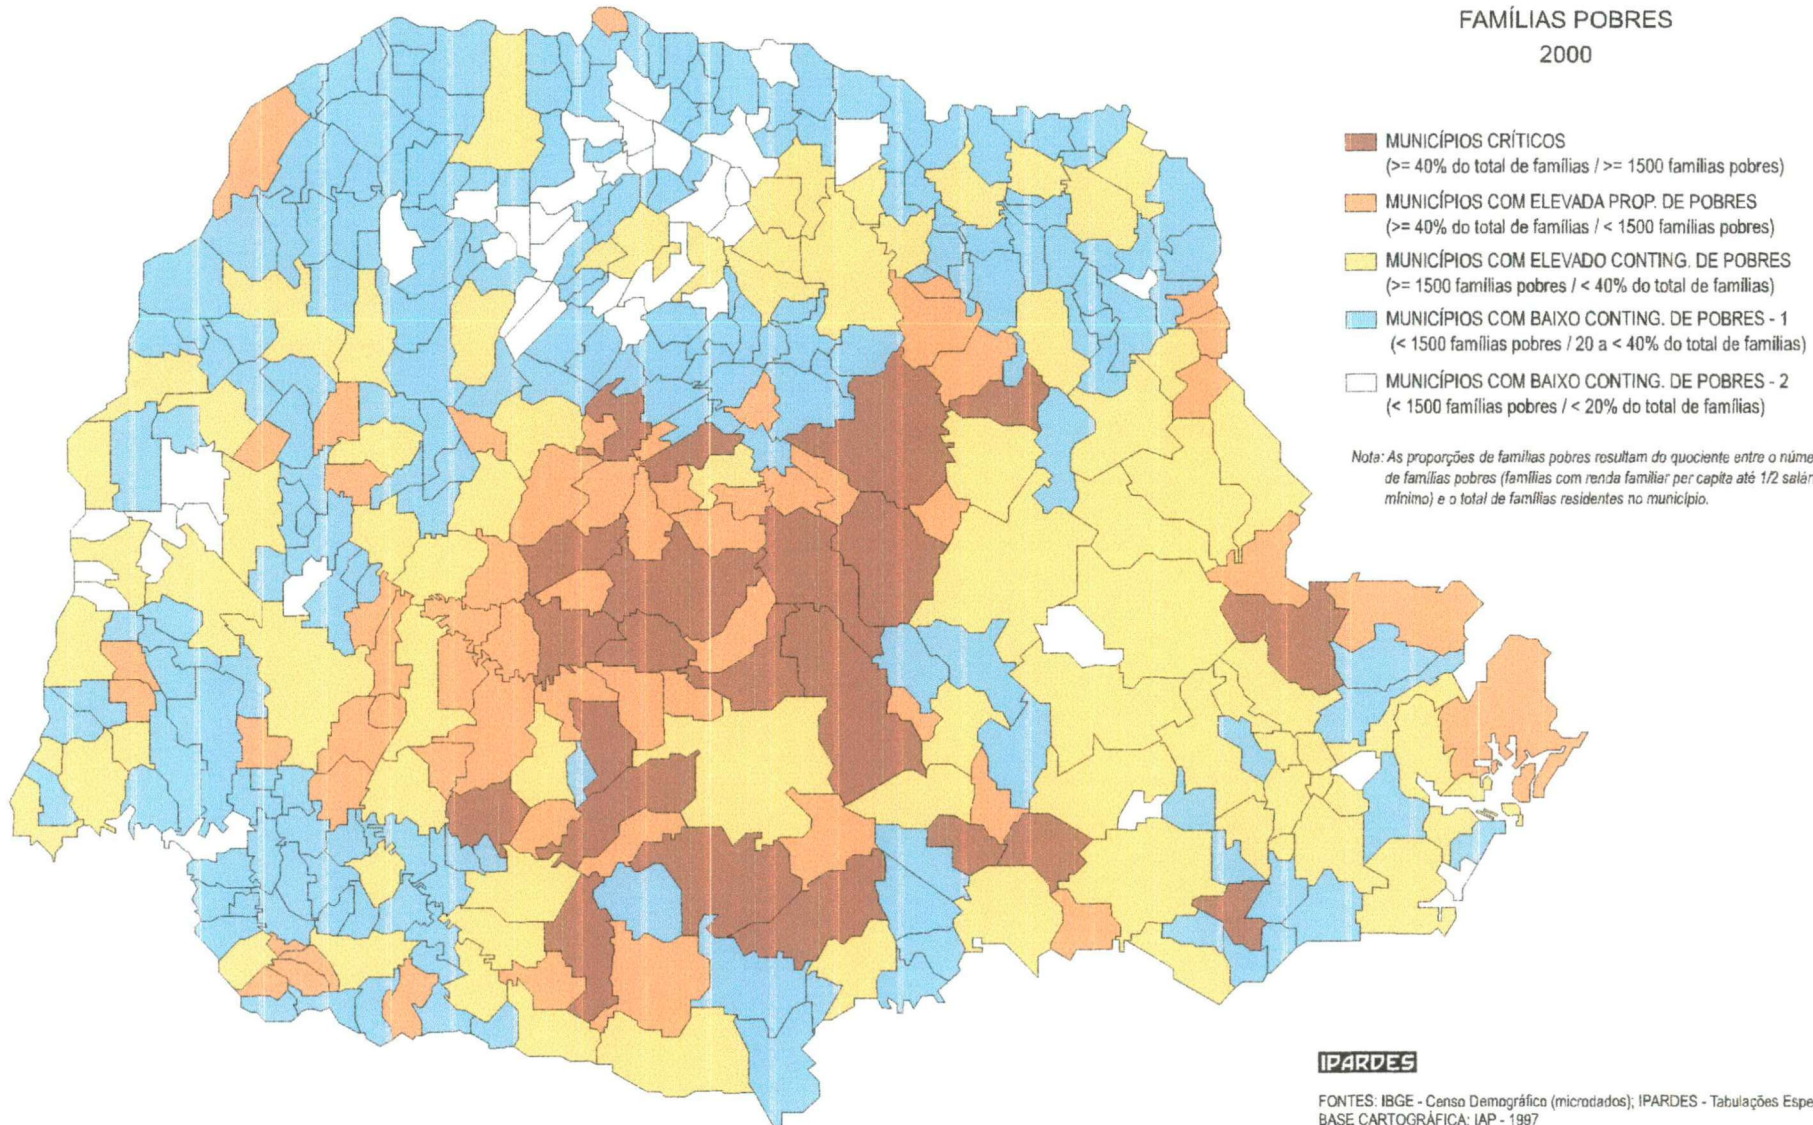 FAMÍLIAS POBRES
2000
MUNICÍPIOS CRÍTICOS
(>= 40% do total de famílias / >= 1500 famílias pobres)
MUNICÍPIOS COM ELEVADA PROP. DE POBRES
(>= 40% do total de famílias / < 1500 famílias pobres)
MUNICÍPIOS COM ELEVADO CONTING. DE POBRES
(>= 1500 famílias pobres / < 40% do total de famílias)
MUNICÍPIOS COM BAIXO CONTING. DE POBRES - 1
(< 1500 famílias pobres / 20 a < 40% do total de famílias)
MUNICÍPIOS COM BAIXO CONTING. DE POBRES - 2
(< 1500 famílias pobres / < 20% do total de famílias)
Nota: As proporções de famílias pobres resultam do quociente entre o núme
de famílias pobres (famílias com renda familiar per capita até 1/2 salár
mínimo) e o total de famílias residentes no município.
IPARDES
FONTES: IBGE - Censo Demográfico (microdados); IPARDES - Tabulações Espe
BASE CARTOGRÁFICA: IAP - 1997